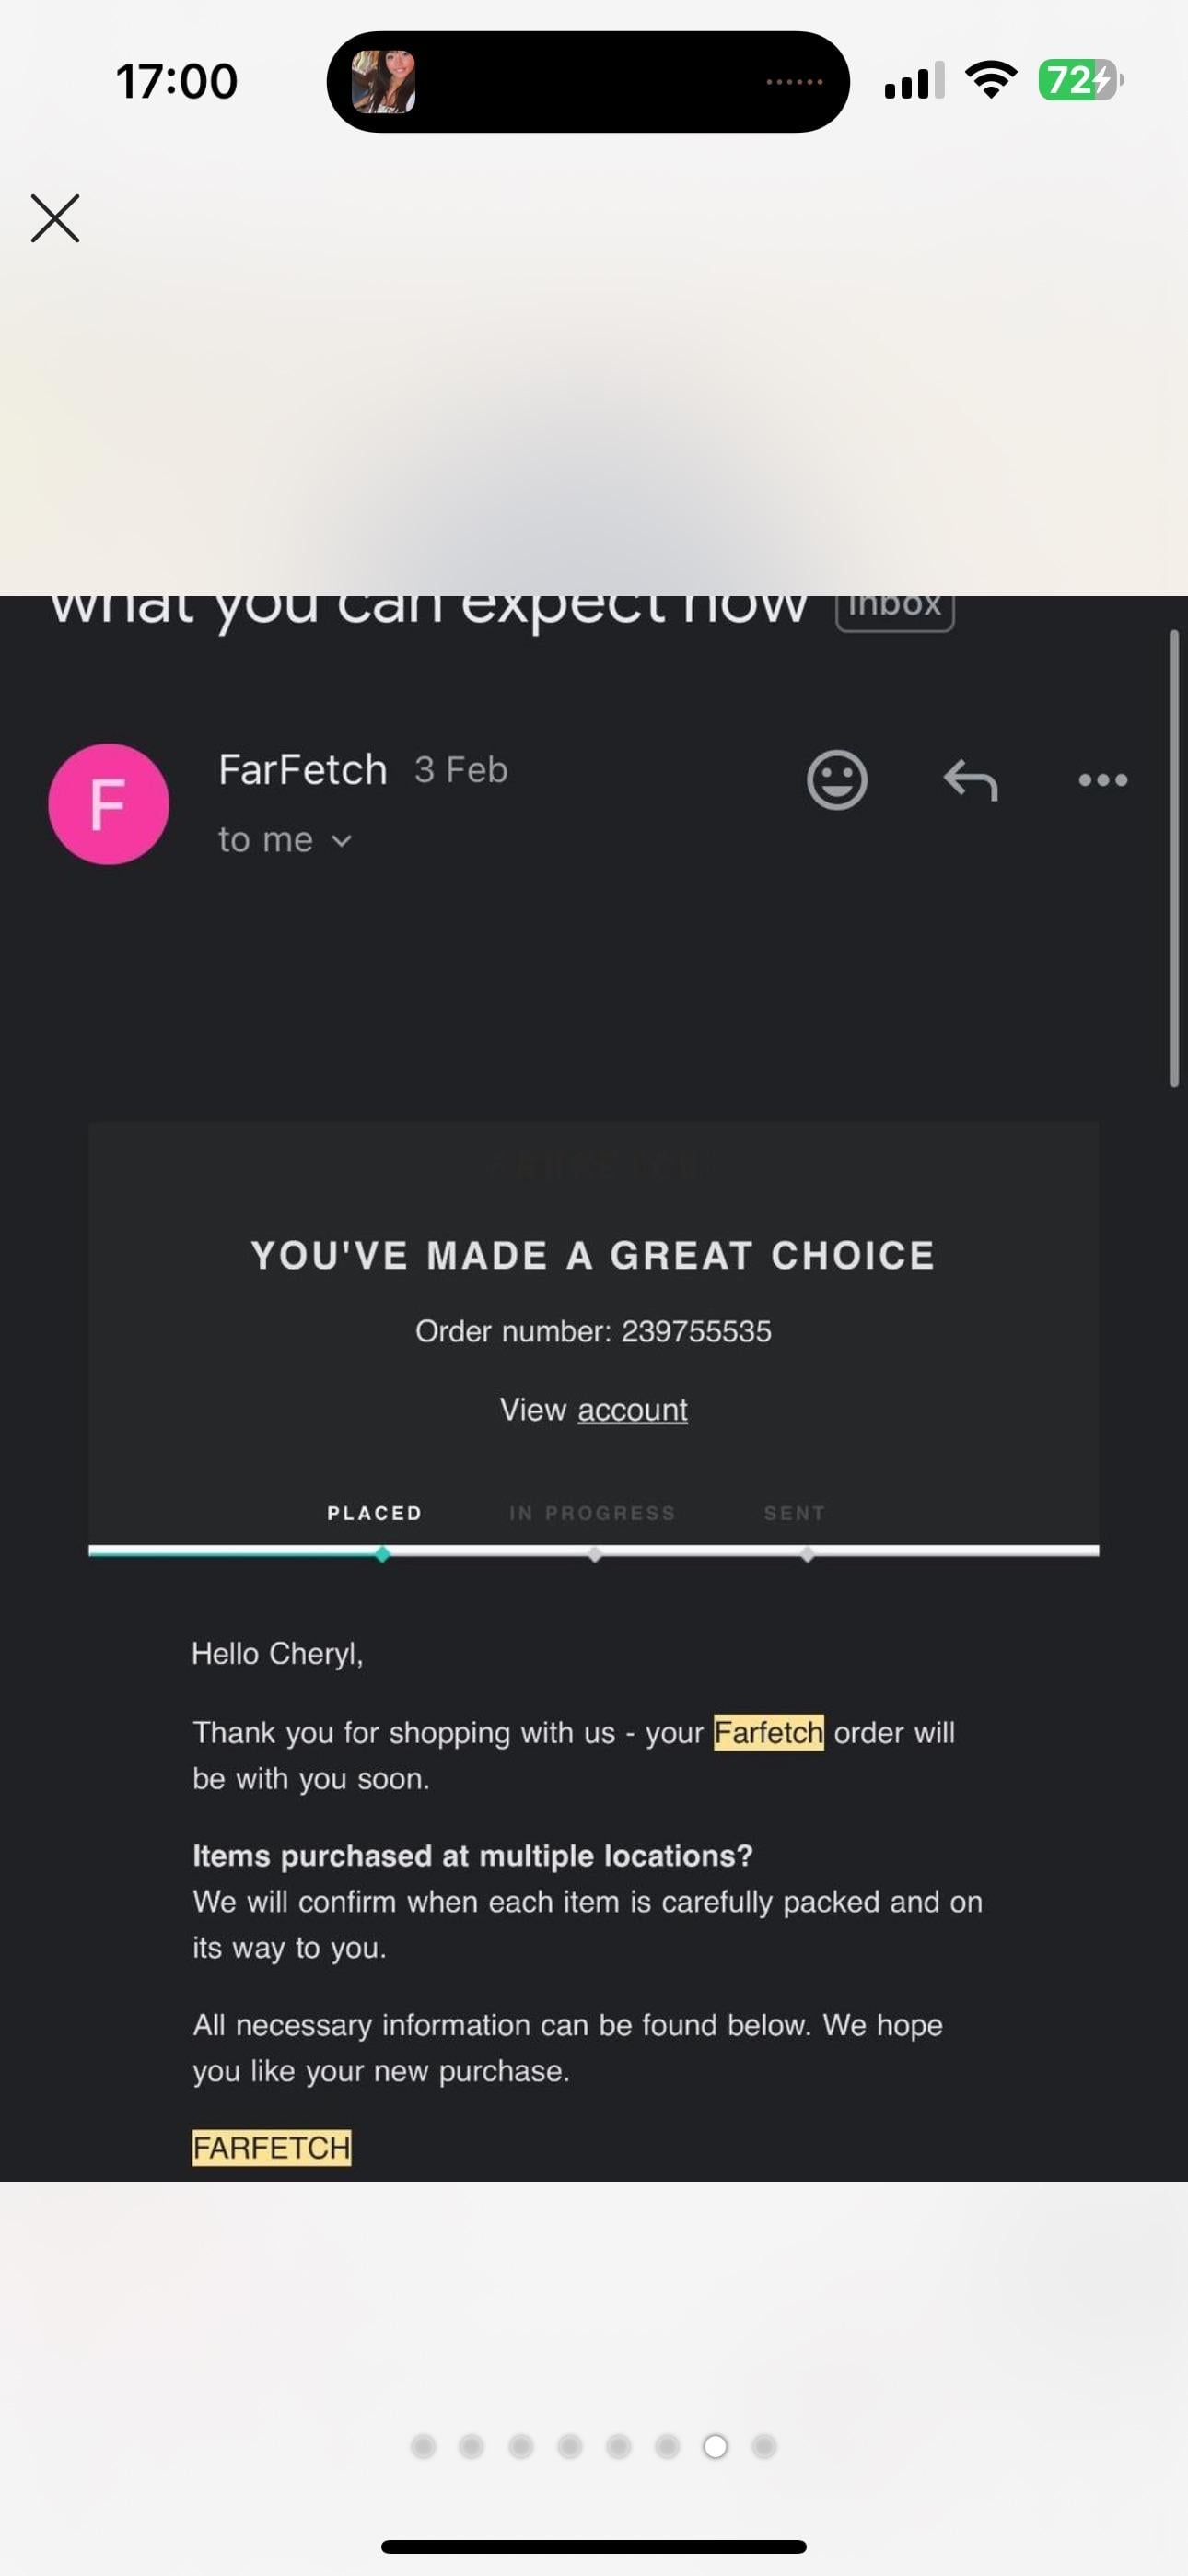 17:00
72
what you can expect now Inbox
F
FarFetch 3 Feb
to me
YOU'VE MADE A GREAT CHOICE
Order number: 239755535
View account
PLACED IN PROGRESS SENT
Hello Cheryl,
Thank you for shopping with us - your Farfetch order will
be with you soon.
Items purchased at multiple locations?
We will confirm when each item is carefully packed and on
its way to you.
All necessary information can be found below. We hope
you like your new purchase.
FARFETCH